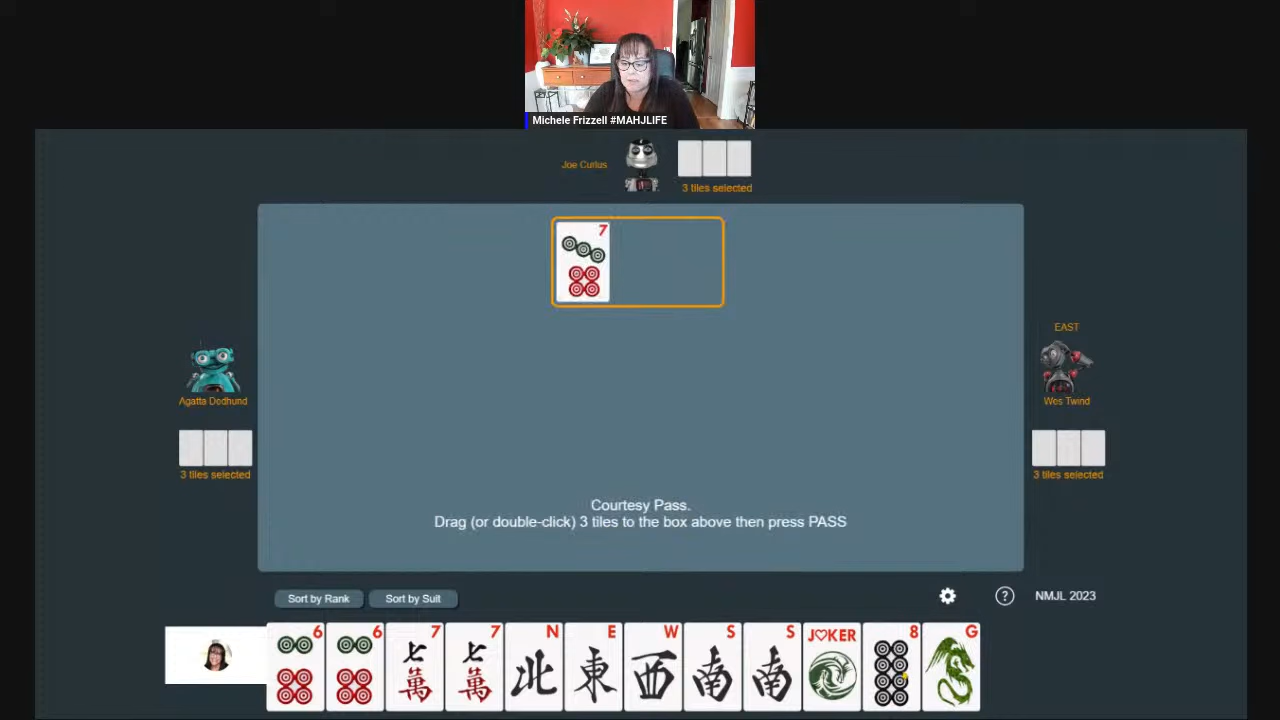 Michele Frizzell #MAHJLIFE
Joe Curius
3 tiles selected
7
EAST
Agatta Dedhund
Wes Twind
3 tiles selected
3 tiles selected
Courtesy Pass.
Drag (or double-click) 3 tiles to the box above then press PASS
Sort by Rank
Sort by Suit
?
NMJL 2023
6 6 7 7 N E W S S JOKER 8 G
七萬 七萬 北 東 西 南 南